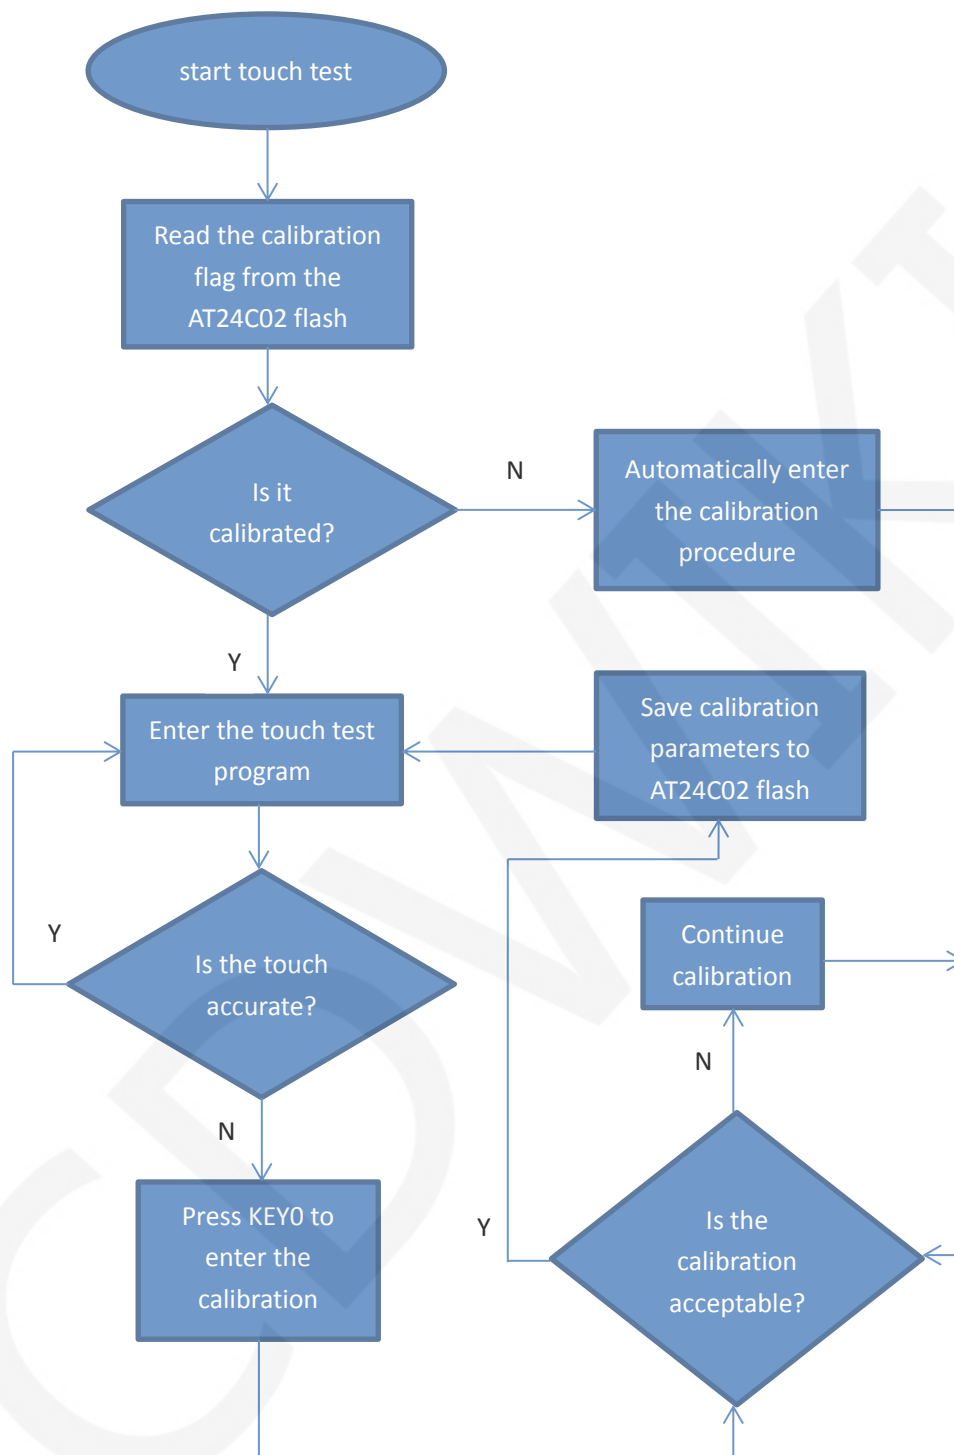 start touch test
Read the calibration
flag from the
AT24C02 flash
Is it
calibrated?
N
Automatically enter
the calibration
procedure
Y
Enter the touch test
program
Save calibration
parameters to
AT24C02 flash
Y
Is the touch
accurate?
Continue
calibration
N
N
Press KEY0 to
enter the
calibration
Y
Is the
calibration
acceptable?